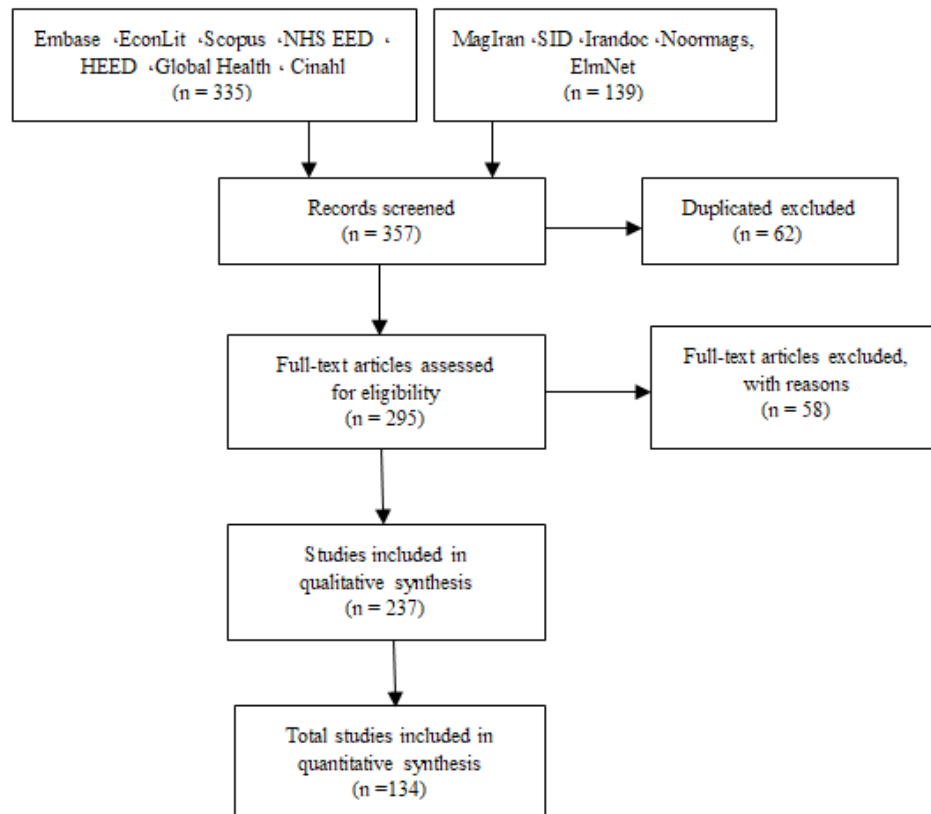 Embase ،EconLit ،Scopus ،NHS EED ،
HEED ،Global Health ، Cinahl
(n = 335)
MagIran ،SID ،Irandoc ،Noormags,
ElmNet
(n = 139)
Records screened
(n = 357)
Duplicated excluded
(n = 62)
Full-text articles assessed
for eligibility
(n = 295)
Full-text articles excluded,
with reasons
(n = 58)
Studies included in
qualitative synthesis
(n = 237)
Total studies included in
quantitative synthesis
(n =134)